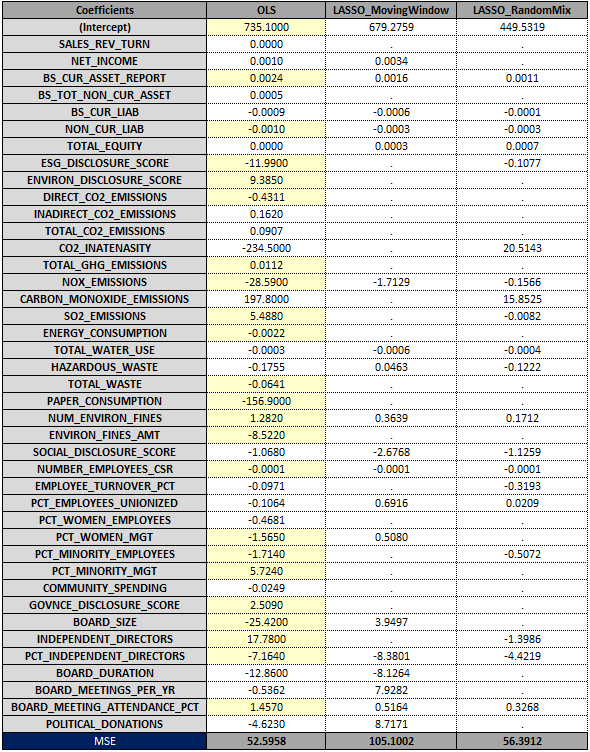 Coefficients OLS LASSO_MovingWindow LASSO_RandomMix
(Intercept) 735.1000 679.2759 449.5319
SALES_REV_TURN 0.0000 . .
NET_INCOME 0.0010 0.0034 .
BS_CUR_ASSET_REPORT 0.0024 0.0016 0.0011
BS_TOT_NON_CUR_ASSET 0.0005 . .
BS_CUR_LIAB -0.0009 -0.0006 -0.0001
NON_CUR_LIAB -0.0010 -0.0003 -0.0003
TOTAL_EQUITY 0.0000 0.0003 0.0007
ESG_DISCLOSURE_SCORE -11.9900 . -0.1077
ENVIRON_DISCLOSURE_SCORE 9.3850 . .
DIRECT_CO2_EMISSIONS -0.4311 . .
INADIRECT_CO2_EMISSIONS 0.1620 . .
TOTAL_CO2_EMISSIONS 0.0907 . .
CO2_INATENASITY -234.5000 . 20.5143
TOTAL_GHG_EMISSIONS 0.0112 . .
NOX_EMISSIONS -28.5900 -1.7129 -0.1566
CARBON_MONOXIDE_EMISSIONS 197.8000 . 15.8525
SO2_EMISSIONS 5.4880 . -0.0082
ENERGY_CONSUMPTION -0.0022 . .
TOTAL_WATER_USE -0.0003 -0.0006 -0.0004
HAZARDOUS_WASTE -0.1755 0.0463 -0.1222
TOTAL_WASTE -0.0641 . .
PAPER_CONSUMPTION -156.9000 . .
NUM_ENVIRON_FINES 1.2820 0.3639 0.1712
ENVIRON_FINES_AMT -8.5220 . .
SOCIAL_DISCLOSURE_SCORE -1.0680 -2.6768 -1.1259
NUMBER_EMPLOYEES_CSR -0.0001 -0.0001 -0.0001
EMPLOYEE_TURNOVER_PCT -0.0971 . -0.3193
PCT_EMPLOYEES_UNIONIZED -0.1064 0.6916 0.0209
PCT_WOMEN_EMPLOYEES -0.4681 . .
PCT_WOMEN_MGT -1.5650 0.5080 .
PCT_MINORITY_EMPLOYEES -1.7140 . -0.5072
PCT_MINORITY_MGT 5.7240 . .
COMMUNITY_SPENDING -0.0249 . .
GOVNCE_DISCLOSURE_SCORE 2.5090 . .
BOARD_SIZE -25.4200 3.9497 .
INDEPENDENT_DIRECTORS 17.7800 . -1.3986
PCT_INDEPENDENT_DIRECTORS -7.1640 -8.3801 -4.4219
BOARD_DURATION -12.8600 -8.1264 .
BOARD_MEETINGS_PER_YR -0.5362 7.9282 .
BOARD_MEETING_ATTENDANCE_PCT 1.4570 0.5164 0.3268
POLITICAL_DONATIONS -4.6230 8.7171 .
MSE 52.5958 105.1002 56.3912